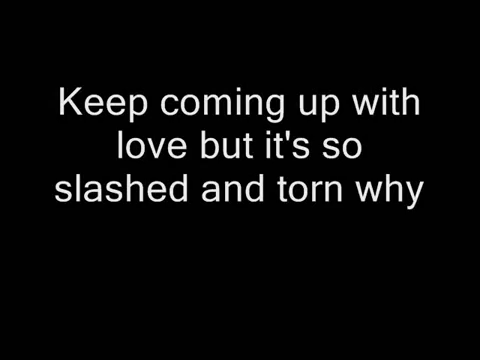 Keep coming up with
love but it's so
slashed and torn why